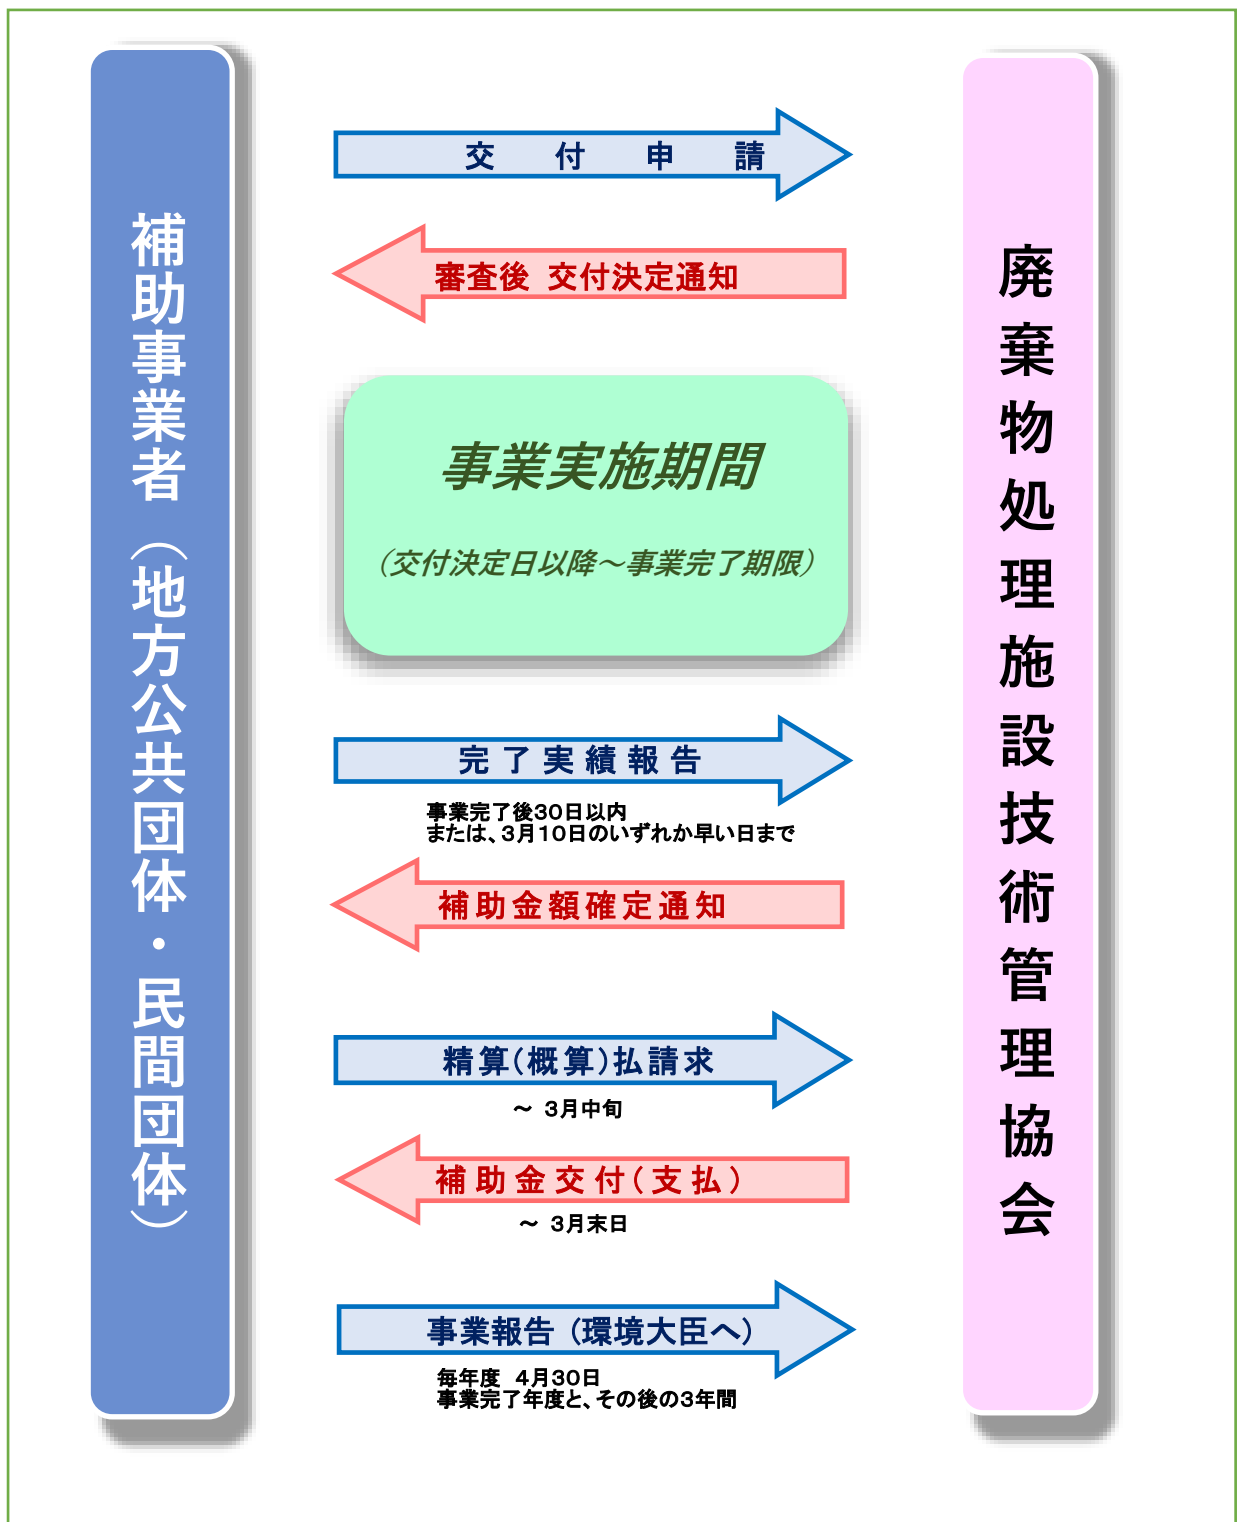 補助事業者（地方公共団体・民間団体）
交付申請
審査後 交付決定通知
事業実施期間
（交付決定日以降～事業完了期限）
完了実績報告
事業完了後30日以内
または、3月10日のいずれか早い日まで
補助金額確定通知
精算(概算)払請求
～ 3月中旬
補助金交付(支払)
～ 3月末日
事業報告 (環境大臣へ)
毎年度 4月30日
事業完了年度と、その後の3年間
廃棄物処理施設技術管理協会